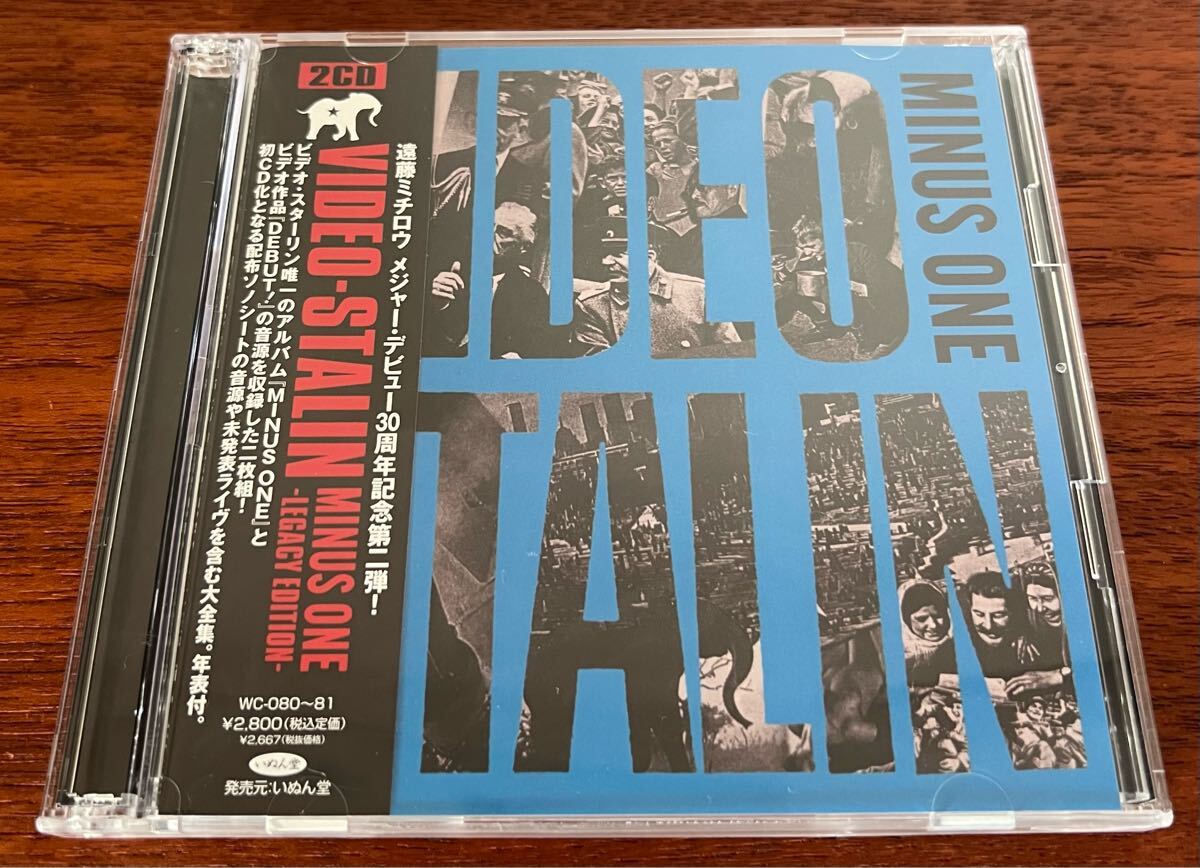 2CD
遠藤ミチロウ メジャー・デビュー30周年記念第二弾！
VIDEO-STALIN MINUS ONE
-LEGACY EDITION-
ビデオ・スターリン唯一のアルバム『MINUS ONE』と
ビデオ作品『DEBUT!』の音源を収録した二枚組！
初CD化となる配布ソノシートの音源や未発表ライヴを含む大全集。年表付。
WC-080〜81
¥2,800(税込定価)
¥2,667(税抜価格)
いぬん堂
発売元:いぬん堂
IDEO
TALIN
MINUS ONE